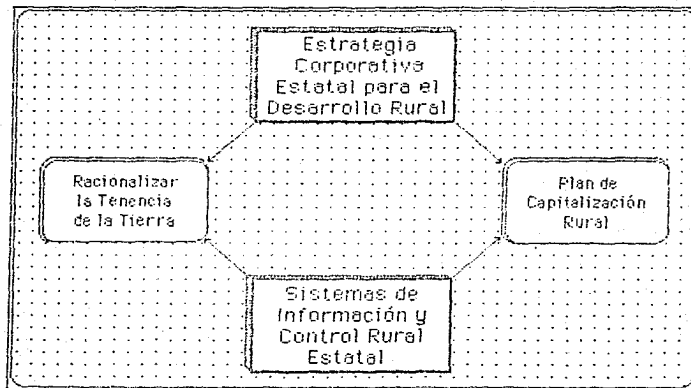 Estrategia
Corporativa
Estatal para el
Desarrollo Rural
Racionalizar
la Tenencia
de la Tierra
Plan de
Capitalización
Rural
Sistemas de
Información y
Control Rural
Estatal